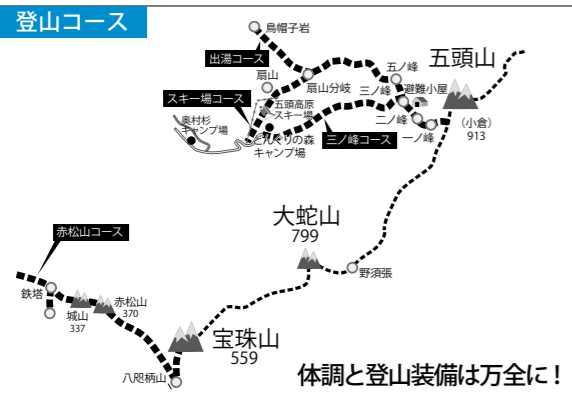 登山コース
烏帽子岩
出湯コース
五頭山
五ノ峰
扇山
扇山分岐
三ノ峰
避難小屋
スキー場コース
五頭高原
スキー場
奥村杉
キャンプ場
二ノ峰
一ノ峰
(小倉)
913
どんぐりの森
キャンプ場
三ノ峰コース
大蛇山
799
赤松山コース
野須張
鉄塔
赤松山
370
城山
337
宝珠山
559
八咫柄山
体調と登山装備は万全に!